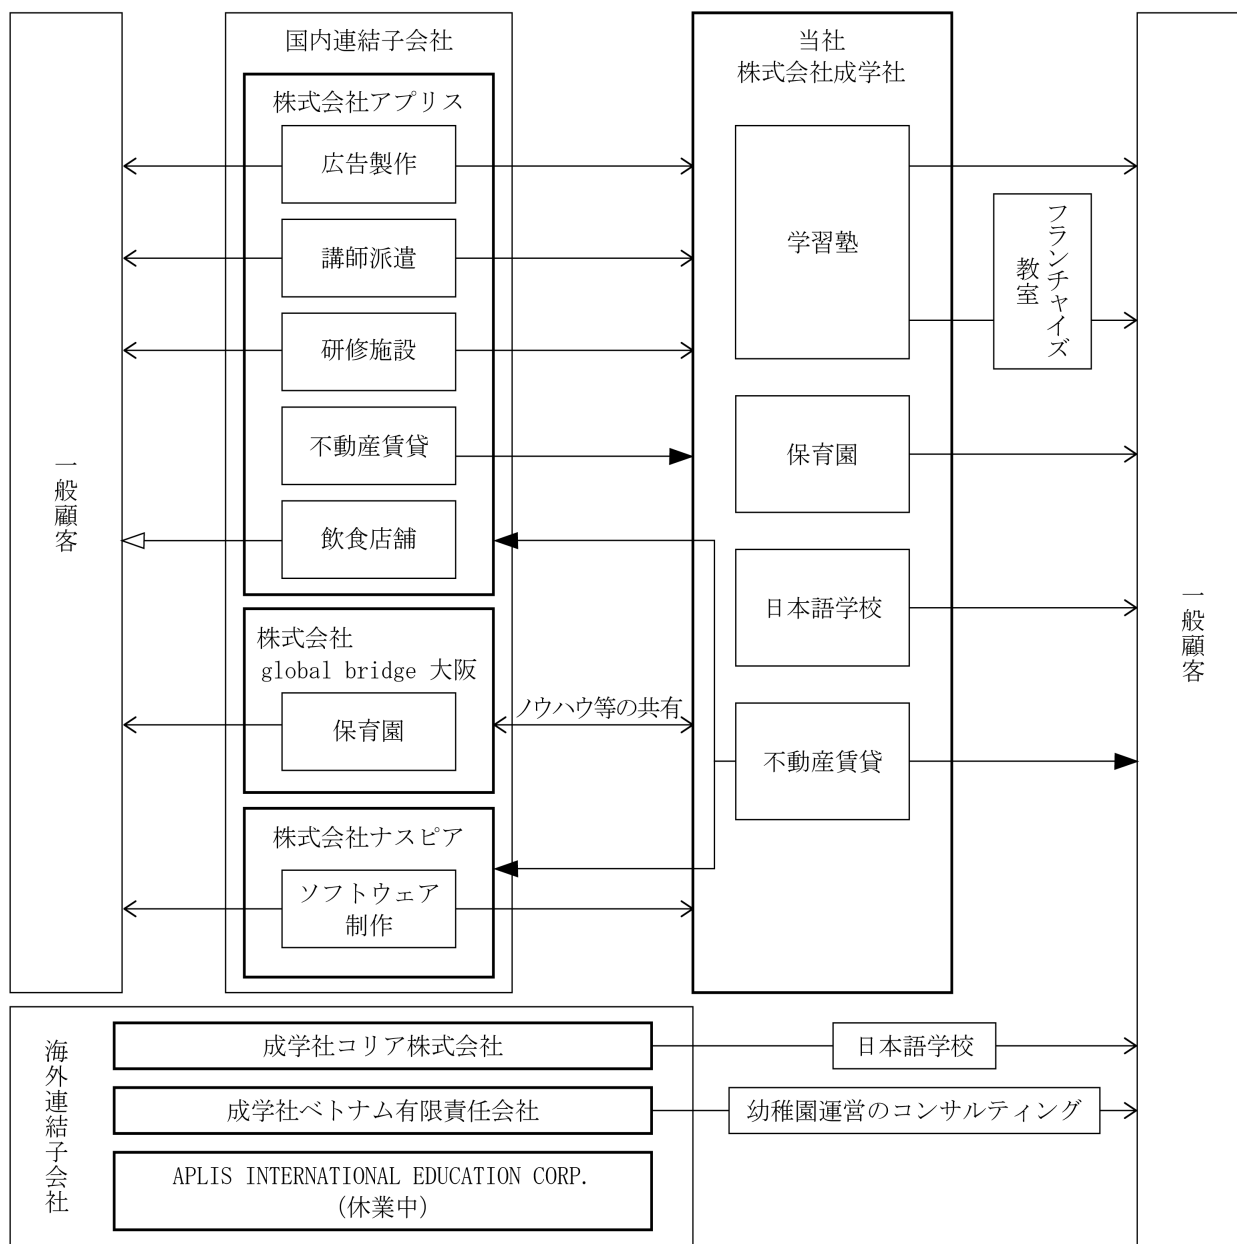 一般顧客
国内連結子会社
株式会社アプリス
広告製作
講師派遣
研修施設
不動産賃貸
飲食店舗
株式会社
global bridge 大阪
保育園
株式会社ナスピア
ソフトウェア
制作
ノウハウ等の共有
当社
株式会社成学社
学習塾
保育園
日本語学校
不動産賃貸
フランチャイズ
教室
一般顧客
海外連結子会社
成学社コリア株式会社
日本語学校
成学社ベトナム有限責任会社
幼稚園運営のコンサルティング
APLIS INTERNATIONAL EDUCATION CORP.
(休業中)